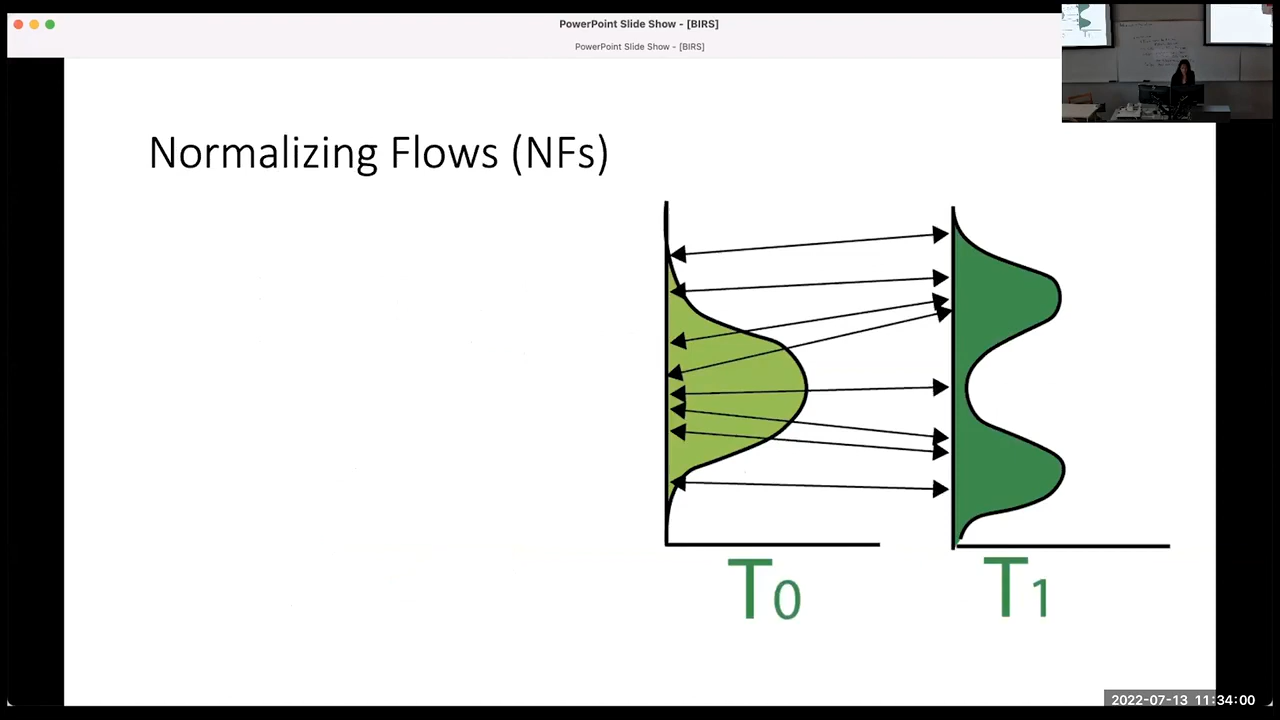 PowerPoint Slide Show - [BIRS]
PowerPoint Slide Show - [BIRS]
Normalizing Flows (NFs)
T0
T1
2022-07-13 11:34:00